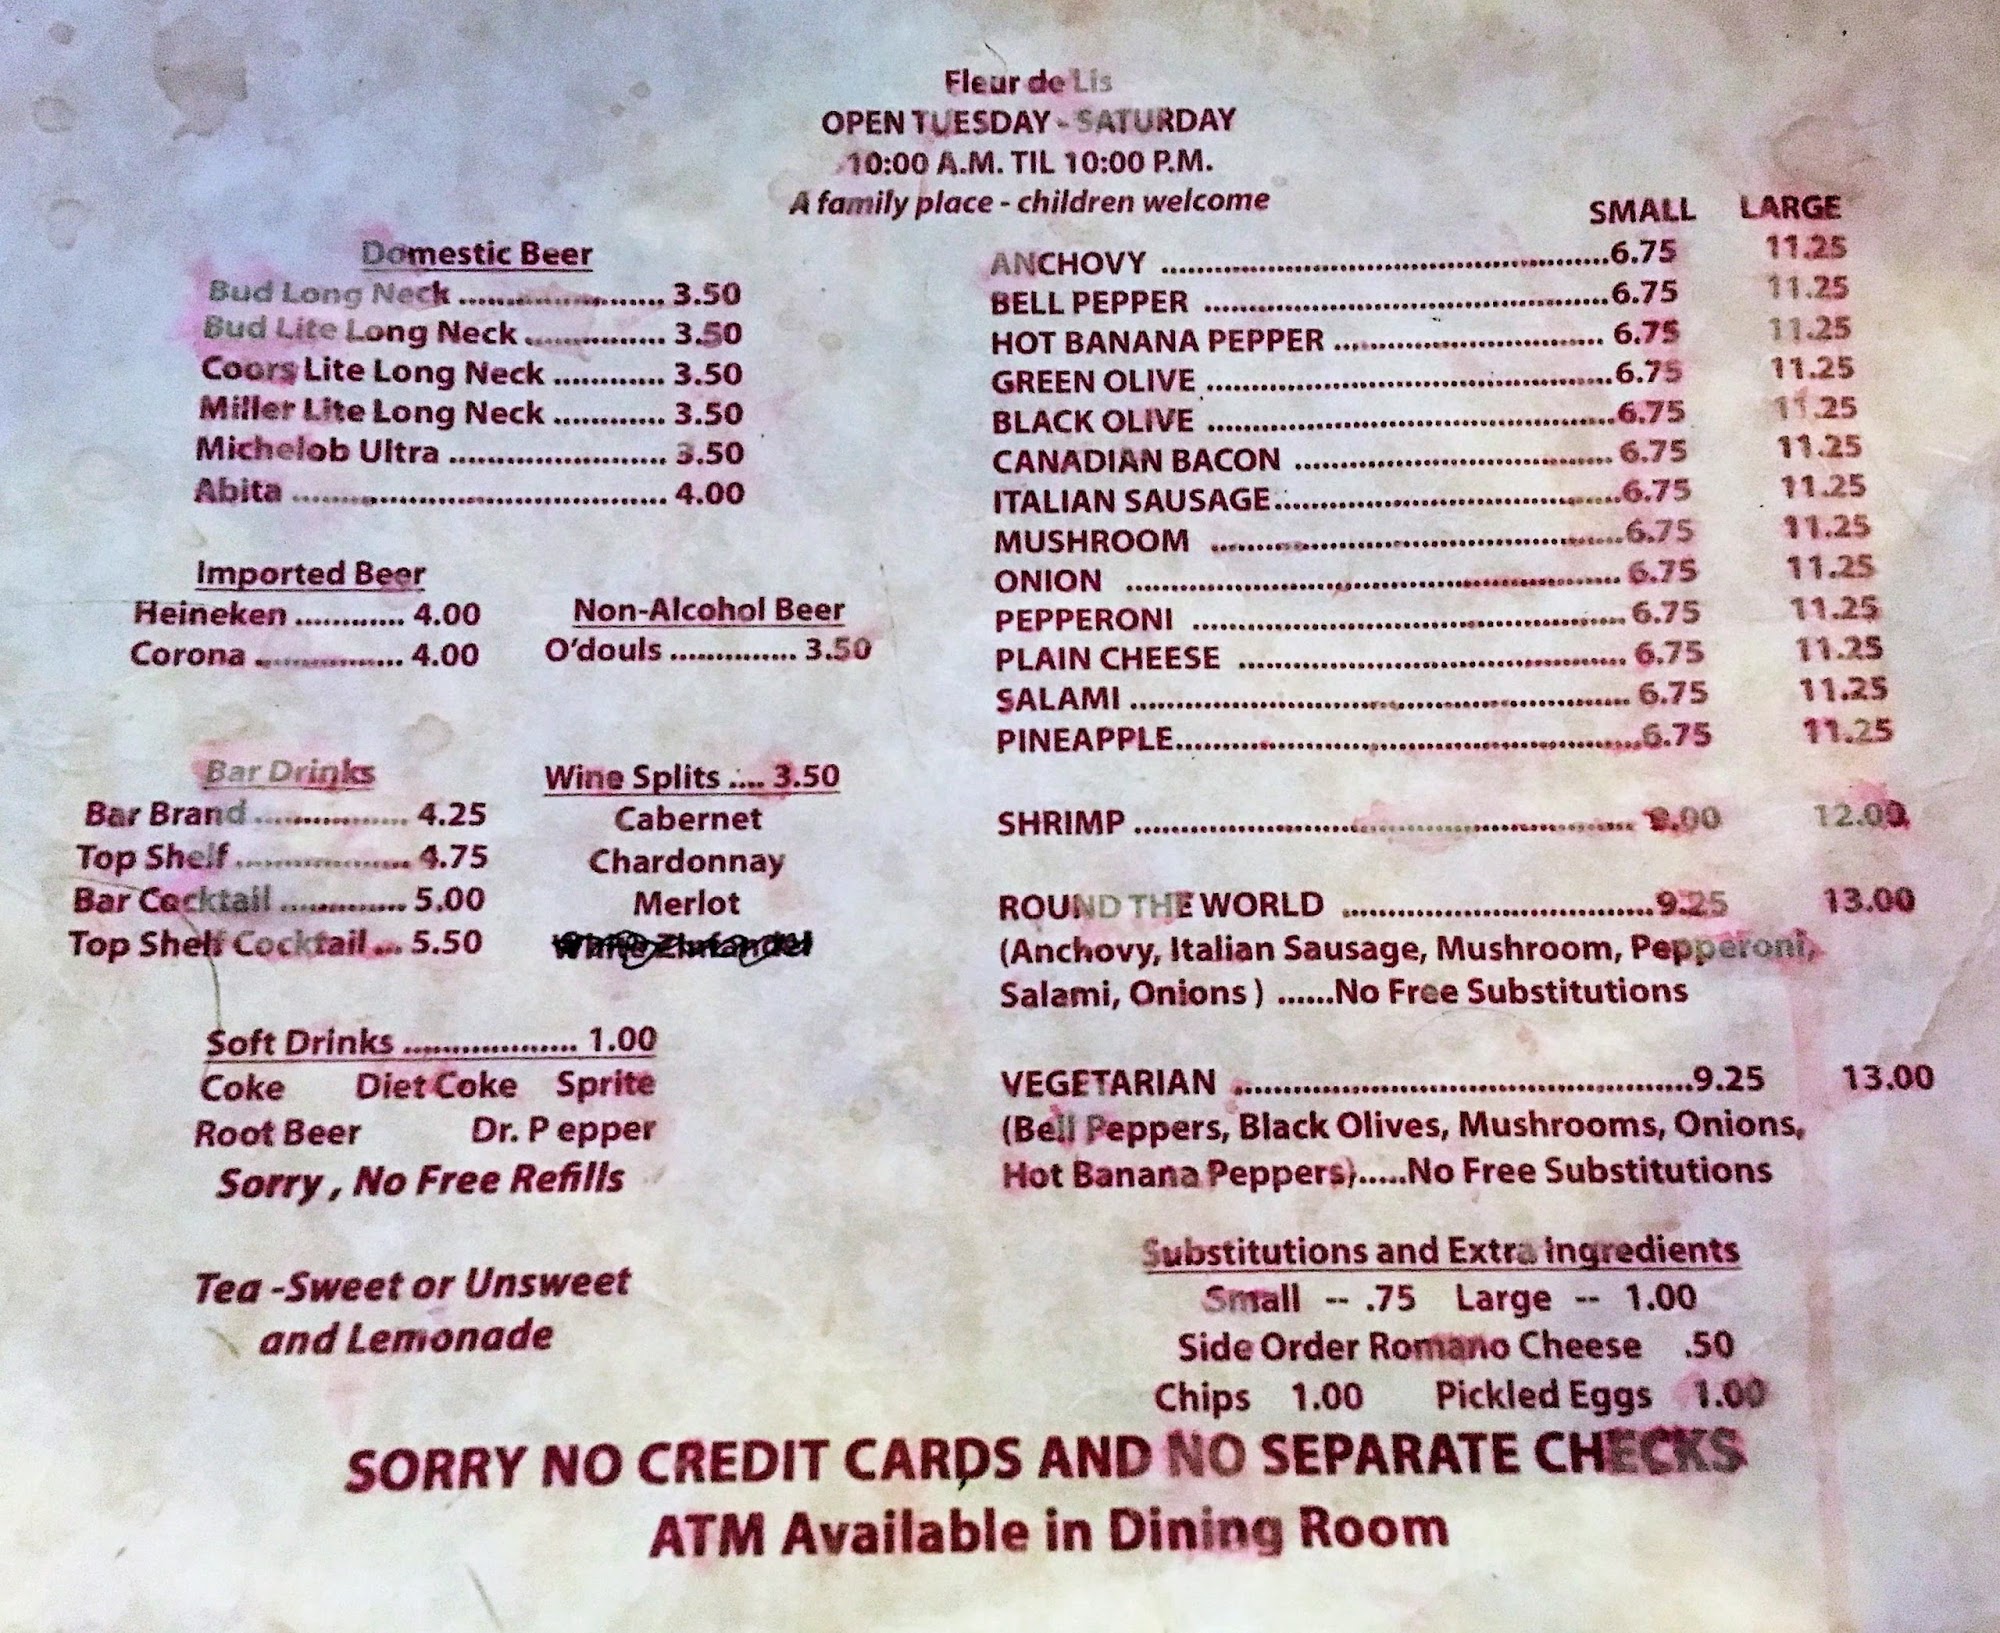 Fleur de Lis
OPEN TUESDAY - SATURDAY
10:00 A.M. TIL 10:00 P.M.
A family place - children welcome
Domestic Beer
Bud Long Neck ...................... 3.50
Bud Lite Long Neck ............... 3.50
Coors Lite Long Neck ............ 3.50
Miller Lite Long Neck ............ 3.50
Michelob Ultra ....................... 3.50
Abita ........................................ 4.00
Imported Beer
Heineken ............. 4.00
Corona ................ 4.00
Non-Alcohol Beer
O'douls .............. 3.50
Bar Drinks
Bar Brand ................. 4.25
Top Shelf ................... 4.75
Bar Cocktail ............. 5.00
Top Shelf Cocktail ... 5.50
Wine Splits .... 3.50
Cabernet
Chardonnay
Merlot
White Zinfandel
Soft Drinks ................... 1.00
Coke Diet Coke Sprite
Root Beer Dr. P epper
Sorry , No Free Refills
Tea -Sweet or Unsweet
and Lemonade
SMALL LARGE
ANCHOVY ................................................6.75 11.25
BELL PEPPER ...........................................6.75 11.25
HOT BANANA PEPPER ............................. 6.75 11.25
GREEN OLIVE ...........................................6.75 11.25
BLACK OLIVE ...........................................6.75 11.25
CANADIAN BACON .................................. 6.75 11.25
ITALIAN SAUSAGE.....................................6.75 11.25
MUSHROOM ............................................6.75 11.25
ONION ..................................................... 6.75 11.25
PEPPERONI .............................................. 6.75 11.25
PLAIN CHEESE ......................................... 6.75 11.25
SALAMI ..................................................... 6.75 11.25
PINEAPPLE..................................................6.75 11.25
SHRIMP ..................................................... 8.00 12.00
ROUND THE WORLD .................................9.25 13.00
(Anchovy, Italian Sausage, Mushroom, Pepperoni,
Salami, Onions ) ......No Free Substitutions
VEGETARIAN .................................................9.25 13.00
(Bell Peppers, Black Olives, Mushrooms, Onions,
Hot Banana Peppers).....No Free Substitutions
Substitutions and Extra Ingredients
Small -- .75 Large -- 1.00
Side Order Romano Cheese .50
Chips 1.00 Pickled Eggs 1.00
SORRY NO CREDIT CARDS AND NO SEPARATE CHECKS
ATM Available in Dining Room